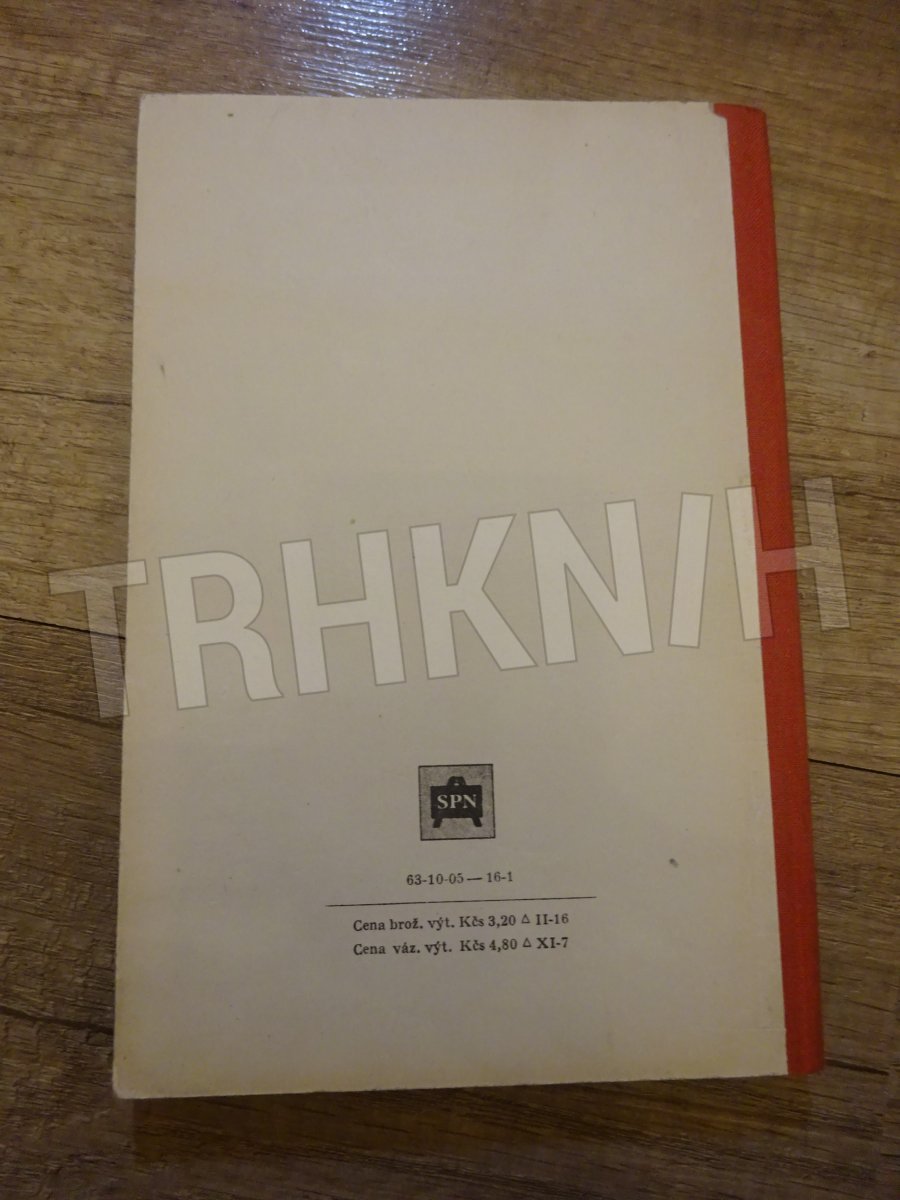 TRHKN/H
SPN
63-10-05 — 16-1
Cena brož. výt. Kčs 3,20 Δ II-16
Cena váz. výt. Kčs 4,80 Δ XI-7